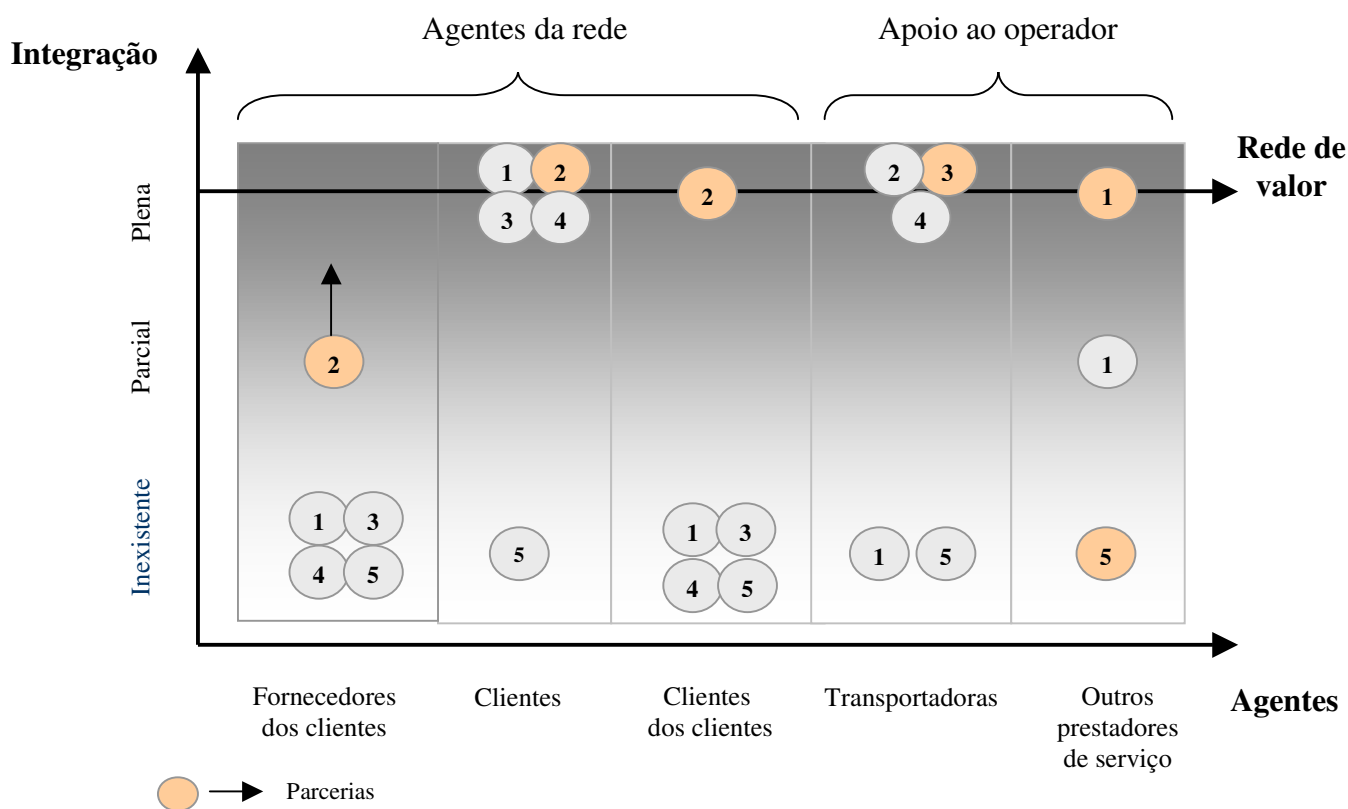 Agentes da rede
Apoio ao operador
Integração
Rede de
valor
Plena
Parcial
Inexistente
1 2
3 4
2
2 3
4
1
2
1
1 3
4 5
5
1 3
4 5
1 5
5
Fornecedores
dos clientes
Clientes
Clientes
dos clientes
Transportadoras
Outros
prestadores
de serviço
Agentes
Parcerias